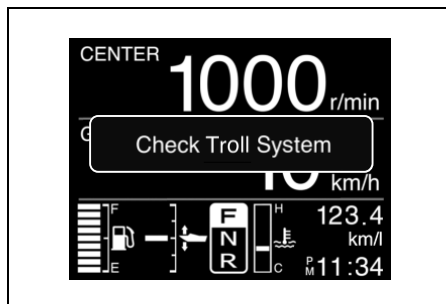 CENTER
1000 r/min
G
Check Troll System
km/h
F
E
F
N
R
H
C
123.4
km/l
PM 11:34